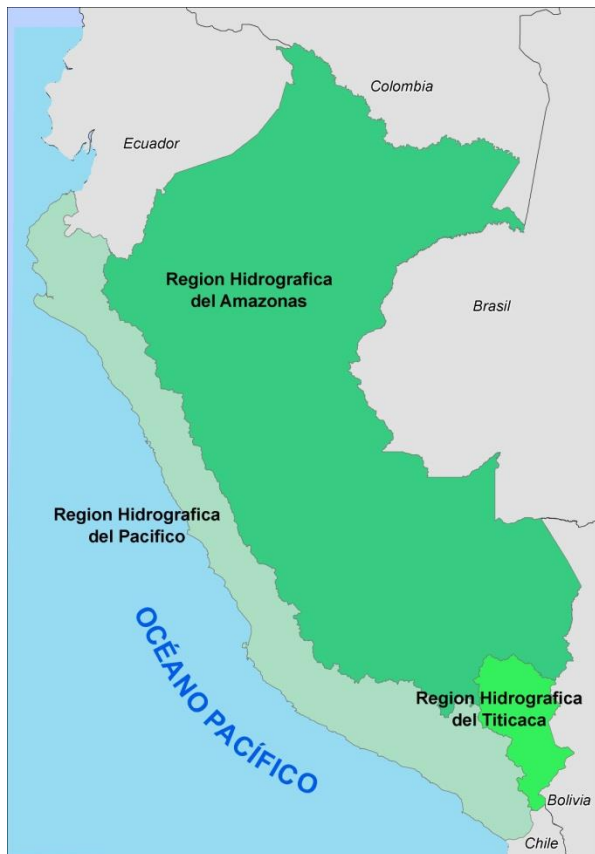 Colombia
Ecuador
Region Hidrografica
del Amazonas
Brasil
Region Hidrografica
del Pacifico
OCÉANO PACÍFICO
Region Hidrografica
del Titicaca
Bolivia
Chile